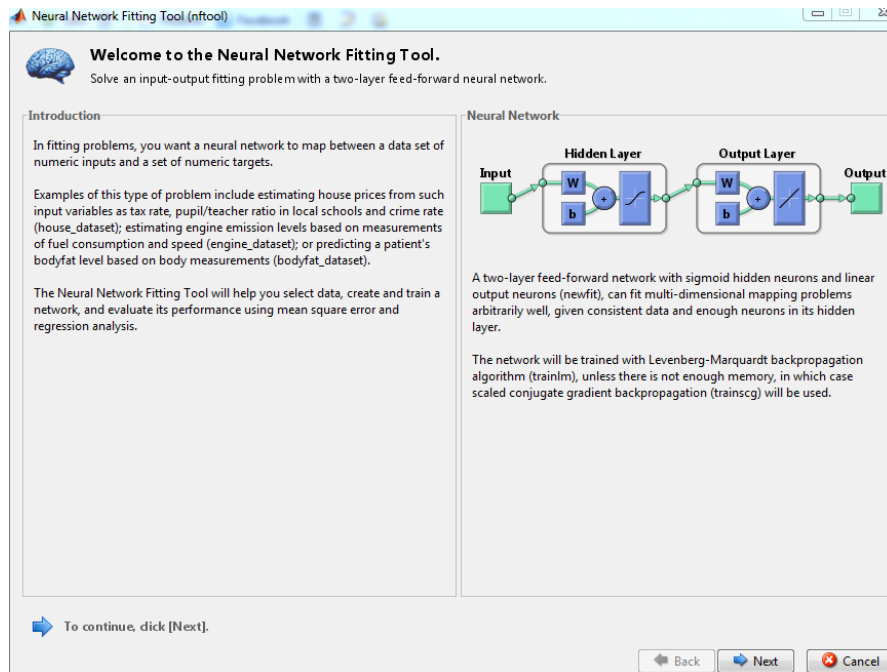 Neural Network Fitting Tool (nftool)
Welcome to the Neural Network Fitting Tool.
Solve an input-output fitting problem with a two-layer feed-forward neural network.
Introduction
In fitting problems, you want a neural network to map between a data set of
numeric inputs and a set of numeric targets.
Examples of this type of problem include estimating house prices from such
input variables as tax rate, pupil/teacher ratio in local schools and crime rate
(house_dataset); estimating engine emission levels based on measurements
of fuel consumption and speed (engine_dataset); or predicting a patient's
bodyfat level based on body measurements (bodyfat_dataset).
The Neural Network Fitting Tool will help you select data, create and train a
network, and evaluate its performance using mean square error and
regression analysis.
Neural Network
Hidden Layer Output Layer
Input Output
W W
+ +
b b
A two-layer feed-forward network with sigmoid hidden neurons and linear
output neurons (newfit), can fit multi-dimensional mapping problems
arbitrarily well, given consistent data and enough neurons in its hidden
layer.
The network will be trained with Levenberg-Marquardt backpropagation
algorithm (trainlm), unless there is not enough memory, in which case
scaled conjugate gradient backpropagation (trainscg) will be used.
To continue, click [Next].
Back Next Cancel